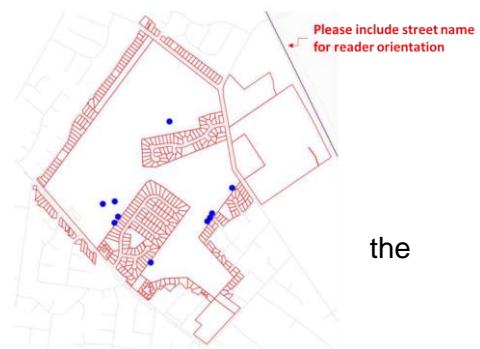 Please include street name
for reader orientation
the